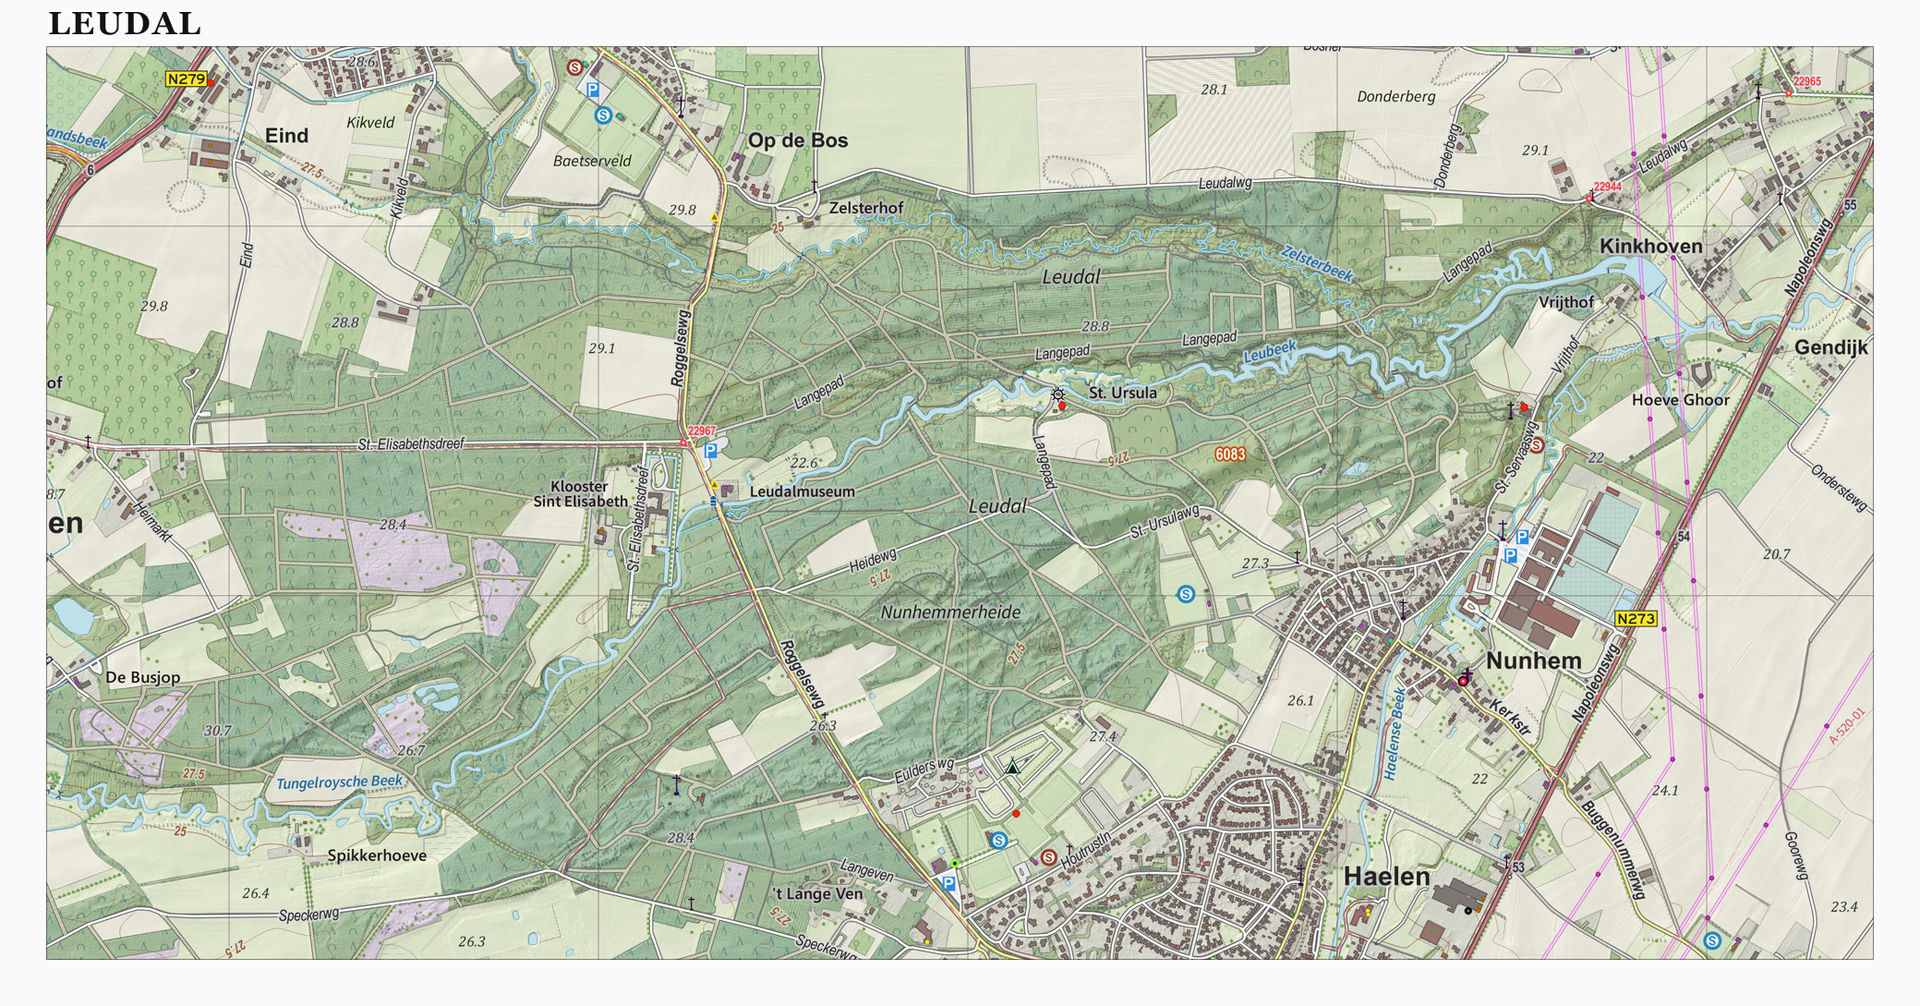 LEUDAL
28.6
N279
Kikveld
Eind
andsbeek
6
27.5
Kikveld
Eind
29.8
28.8
P
S
S
Baetserveld
29.8
Op de Bos
Zelsterhof
25
28.1
Donderberg
Donderberg
29.1
Leudalwg
Leudalwg
22965
22944
55
Kinkhoven
Napoleonswg
Zelsterbeek
Langepad
Leudal
28.8
Langepad
Langepad
Langepad
Leubeek
Vrijthof
Vrijthof
Gendijk
Hoeve Ghoor
29.1
Roggelsewg
St. Ursula
of
22967
P
St. Elisabethsdreef
22.6
Langepad
27.5
6083
S
22
St.-Servaaswg
Onderstewg
Klooster
Sint Elisabeth
St. Elisabethsdreef
Leudalmuseum
Leudal
St.-Ursulawg
28.7
en
Heimarkt
28.4
Heidewg
27.5
27.3
54
20.7
P
P
S
Nunhemmerheide
27.5
N273
Nunhem
De Busjop
Roggelsewg
26.1
Haelense Beek
Kerkstr
Napoleonswg
A-520-01
30.7
26.7
26.3
27.4
27.5
Tungelroysche Beek
Eulderswg
22
24.1
25
Spikkerhoeve
28.4
S
S
Houtrustln
Buggenummerwg
Goorewg
Langeven
P
53
26.4
't Lange Ven
Haelen
Speckerwg
27.5
23.4
27.5
26.3
Speckerwg
S